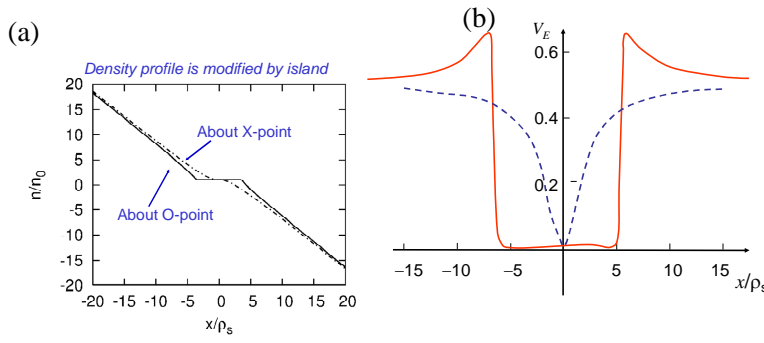 (a)
Density profile is modified by island
20
15
10
5
0
-5
-10
-15
20
n/n0
About X-point
About O-point
-20 -15 -10 -5 0 5 10 15 20
x/ρs
(b)
VE
0.6
0.4
0.2
−15 −10 −5 5 10 15 x/ρs